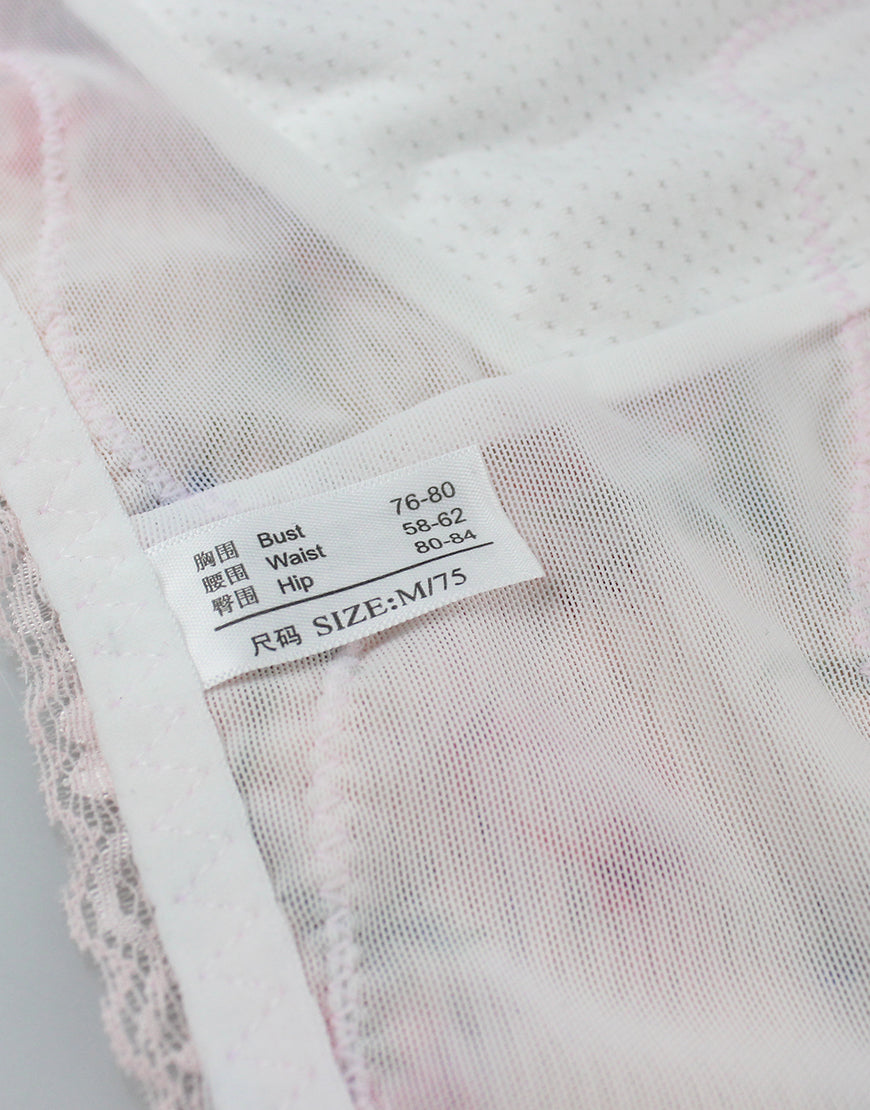 胸围 Bust 76-80
腰围 Waist 58-62
臀围 Hip 80-84
尺码 SIZE:M/75